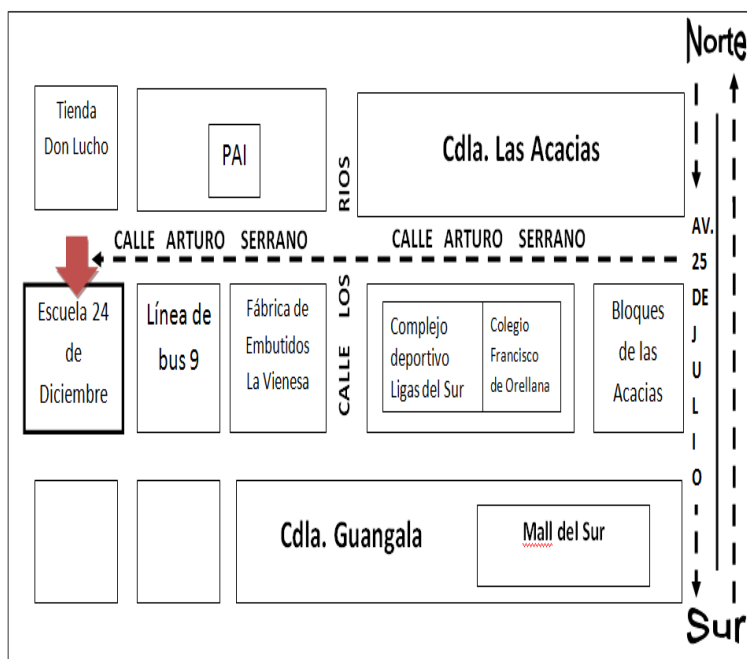 Norte
Tienda
Don Lucho
PAI
Cdla. Las Acacias
CALLE ARTURO SERRANO
CALLE ARTURO SERRANO
CALLE LOS RIOS
AV. 25 DE JULIO
Escuela 24
de
Diciembre
Línea de
bus 9
Fábrica de
Embutidos
La Vienesa
Complejo
deportivo
Ligas del Sur
Colegio
Francisco
de Orellana
Bloques
de las
Acacias
Cdla. Guangala
Mall del Sur
Sur